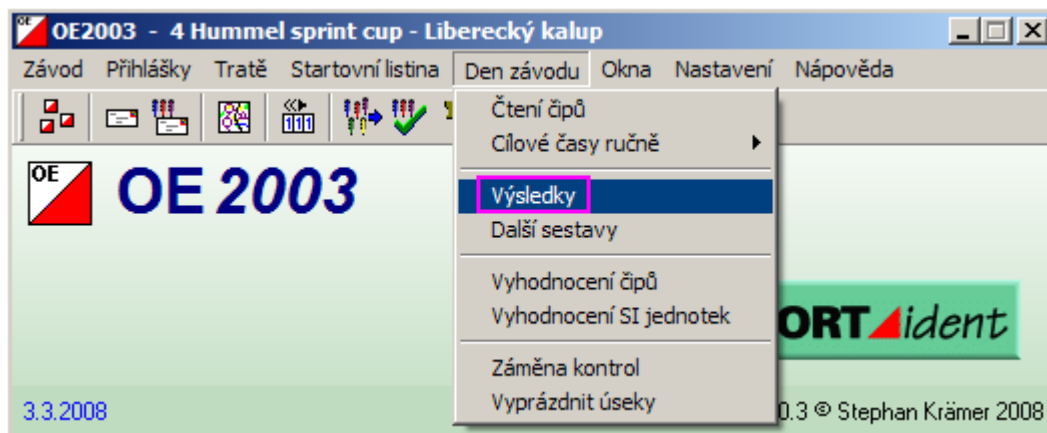 OE2003 - 4 Hummel sprint cup - Liberecký kalup
Závod Přihlášky Tratě Startovní listina Den závodu Okna Nastavení Nápověda
Čtení čipů
Cílové časy ručně
Výsledky
Další sestavy
Vyhodnocení čipů
Vyhodnocení SI jednotek
Záměna kontrol
Vyprázdnit úseky
OE
OE 2003
ORT ident
3.3.2008
0.3 © Stephan Krämer 2008